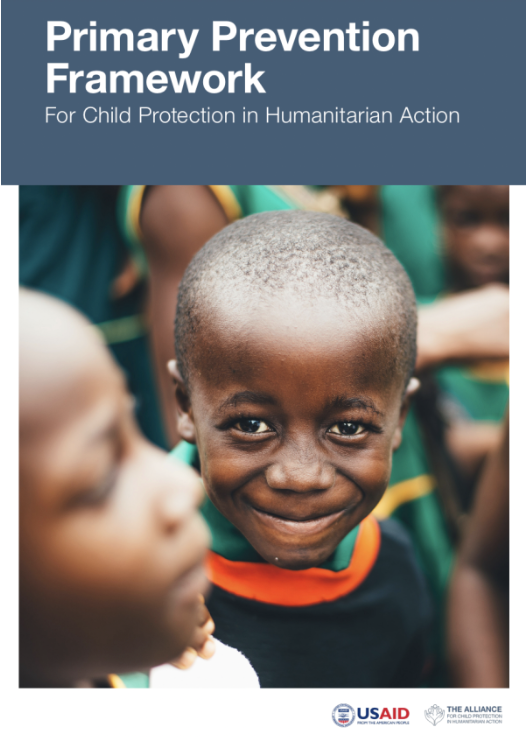 Primary Prevention
Framework
For Child Protection in Humanitarian Action
USAID
FROM THE AMERICAN PEOPLE
THE ALLIANCE
FOR CHILD PROTECTION
IN HUMANITARIAN ACTION